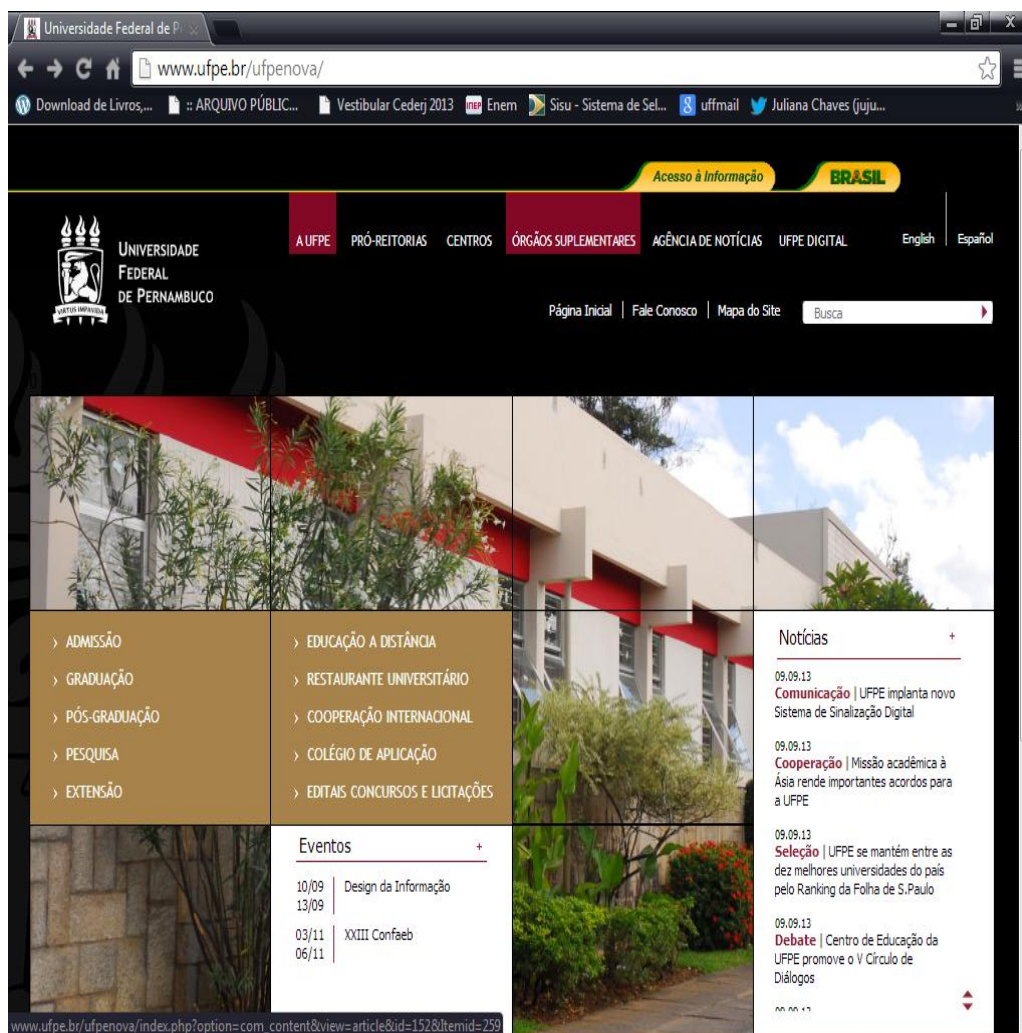 Universidade Federal de P
www.ufpe.br/ufpenova/
Download de Livros,... :: ARQUIVO PÚBLIC... Vestibular Cederj 2013 INEP Enem Sisu - Sistema de Sel... 8 uffmail Juliana Chaves (juju...
Acesso à Informação BRASIL
UNIVERSIDADE
FEDERAL
DE PERNAMBUCO
VIRTUS IMPAVIDA
A UFPE PRÓ-REITORIAS CENTROS ÓRGÃOS SUPLEMENTARES AGÊNCIA DE NOTÍCIAS UFPE DIGITAL English Español
Página Inicial | Fale Conosco | Mapa do Site Busca
› ADMISSÃO
› GRADUAÇÃO
› PÓS-GRADUAÇÃO
› PESQUISA
› EXTENSÃO
› EDUCAÇÃO A DISTÂNCIA
› RESTAURANTE UNIVERSITÁRIO
› COOPERAÇÃO INTERNACIONAL
› COLÉGIO DE APLICAÇÃO
› EDITAIS CONCURSOS E LICITAÇÕES
Eventos +
10/09 Design da Informação
13/09
03/11 XXIII Confaeb
06/11
Notícias +
09.09.13
Comunicação | UFPE implanta novo
Sistema de Sinalização Digital
09.09.13
Cooperação | Missão acadêmica à
Ásia rende importantes acordos para
a UFPE
09.09.13
Seleção | UFPE se mantém entre as
dez melhores universidades do país
pelo Ranking da Folha de S.Paulo
09.09.13
Debate | Centro de Educação da
UFPE promove o V Círculo de
Diálogos
www.ufpe.br/ufpenova/index.php?option=com_content&view=article&id=152&Itemid=259